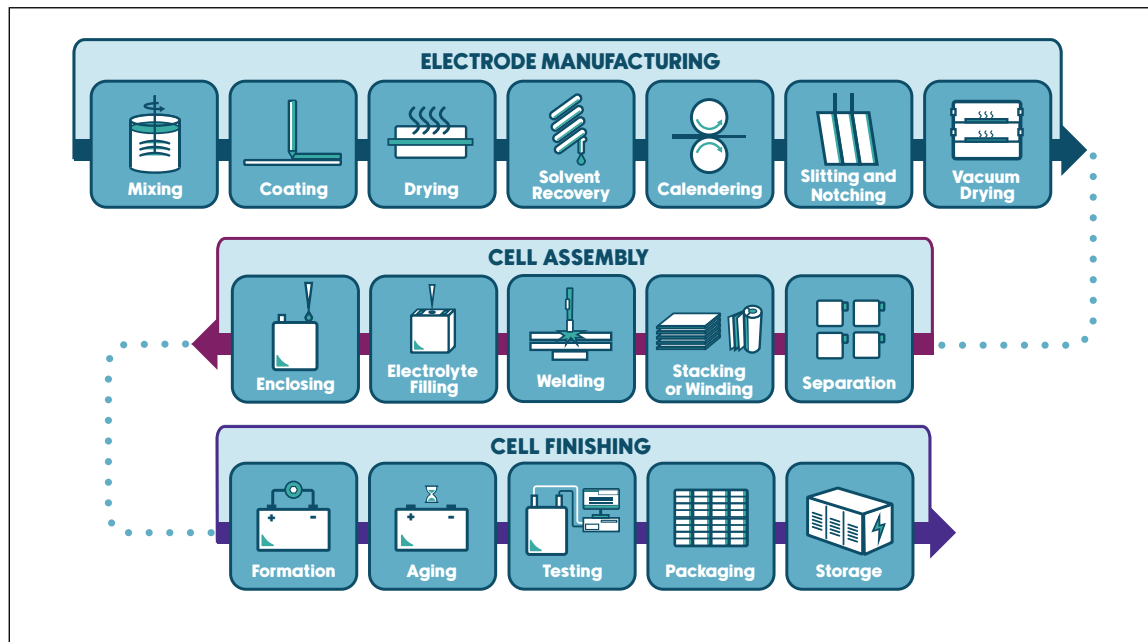 ELECTRODE MANUFACTURING
Mixing
Coating
Drying
Solvent
Recovery
Calendering
Slitting and
Notching
Vacuum
Drying
CELL ASSEMBLY
Enclosing
Electrolyte
Filling
Welding
Stacking
or Winding
Separation
CELL FINISHING
+ -
Formation
+ -
Aging
Testing
Packaging
Storage